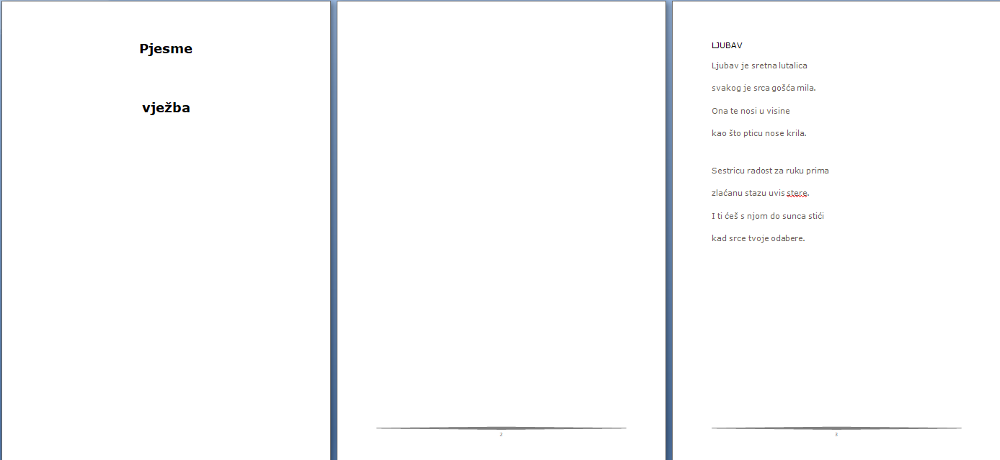 Pjesme
vježba
2
LJUBAV
Ljubav je sretna lutalica
svakog je srca gošća mila.
Ona te nosi u visine
kao što pticu nose krila.
Sestricu radost za ruku prima
zlaćanu stazu uvis stere.
I ti ćeš s njom do sunca stići
kad srce tvoje odabere.
3